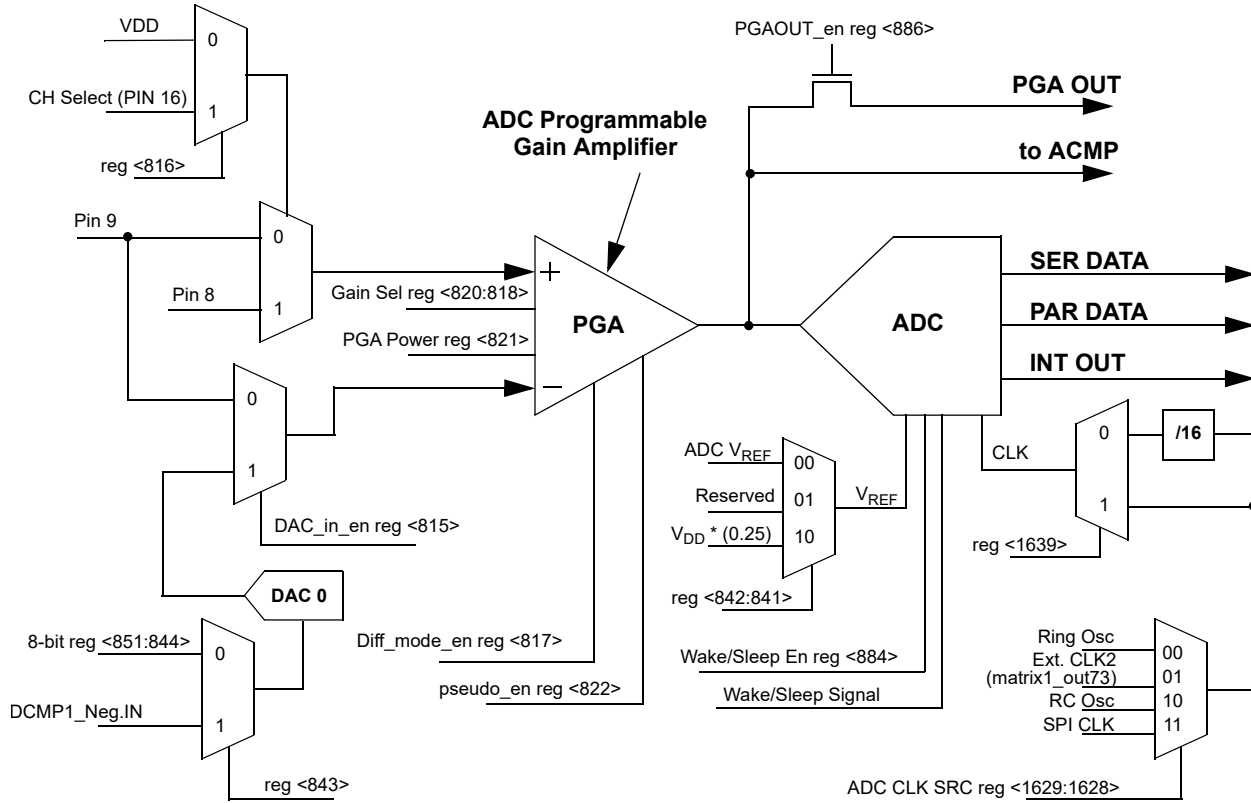 VDD
0
CH Select (PIN 16)
1
reg <816>
PGAOUT_en reg <886>
PGA OUT
ADC Programmable
Gain Amplifier
to ACMP
Pin 9
0
Pin 8
1
+
Gain Sel reg <820:818>
PGA
PGA Power reg <821>
−
ADC
SER DATA
PAR DATA
INT OUT
0
1
DAC_in_en reg <815>
DAC 0
8-bit reg <851:844>
0
DCMP1_Neg.IN
1
reg <843>
Diff_mode_en reg <817>
pseudo_en reg <822>
ADC VREF
00
Reserved
01
VDD * (0.25)
10
VREF
reg <842:841>
Wake/Sleep En reg <884>
Wake/Sleep Signal
CLK
0
/16
1
reg <1639>
Ring Osc
00
Ext. CLK2
(matrix1_out73)
01
RC Osc
10
SPI CLK
11
ADC CLK SRC reg <1629:1628>